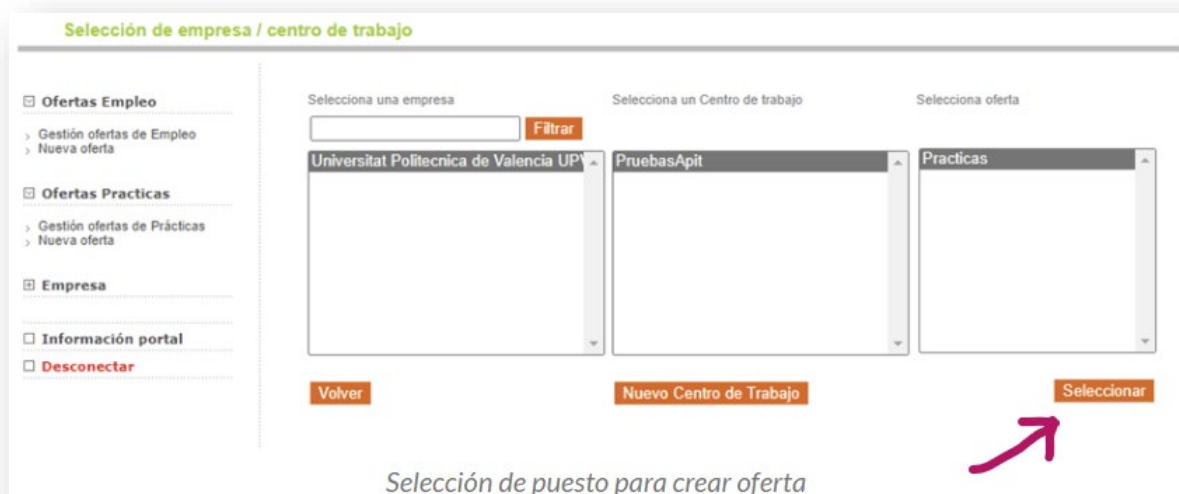 Selección de empresa / centro de trabajo
Ofertas Empleo
Gestión ofertas de Empleo
Nueva oferta
Ofertas Practicas
Gestión ofertas de Prácticas
Nueva oferta
Empresa
Información portal
Desconectar
Selecciona una empresa
Filtrar
Universitat Politecnica de Valencia UPV
Volver
Selecciona un Centro de trabajo
PruebasApit
Nuevo Centro de Trabajo
Selecciona oferta
Practicas
Seleccionar
Selección de puesto para crear oferta